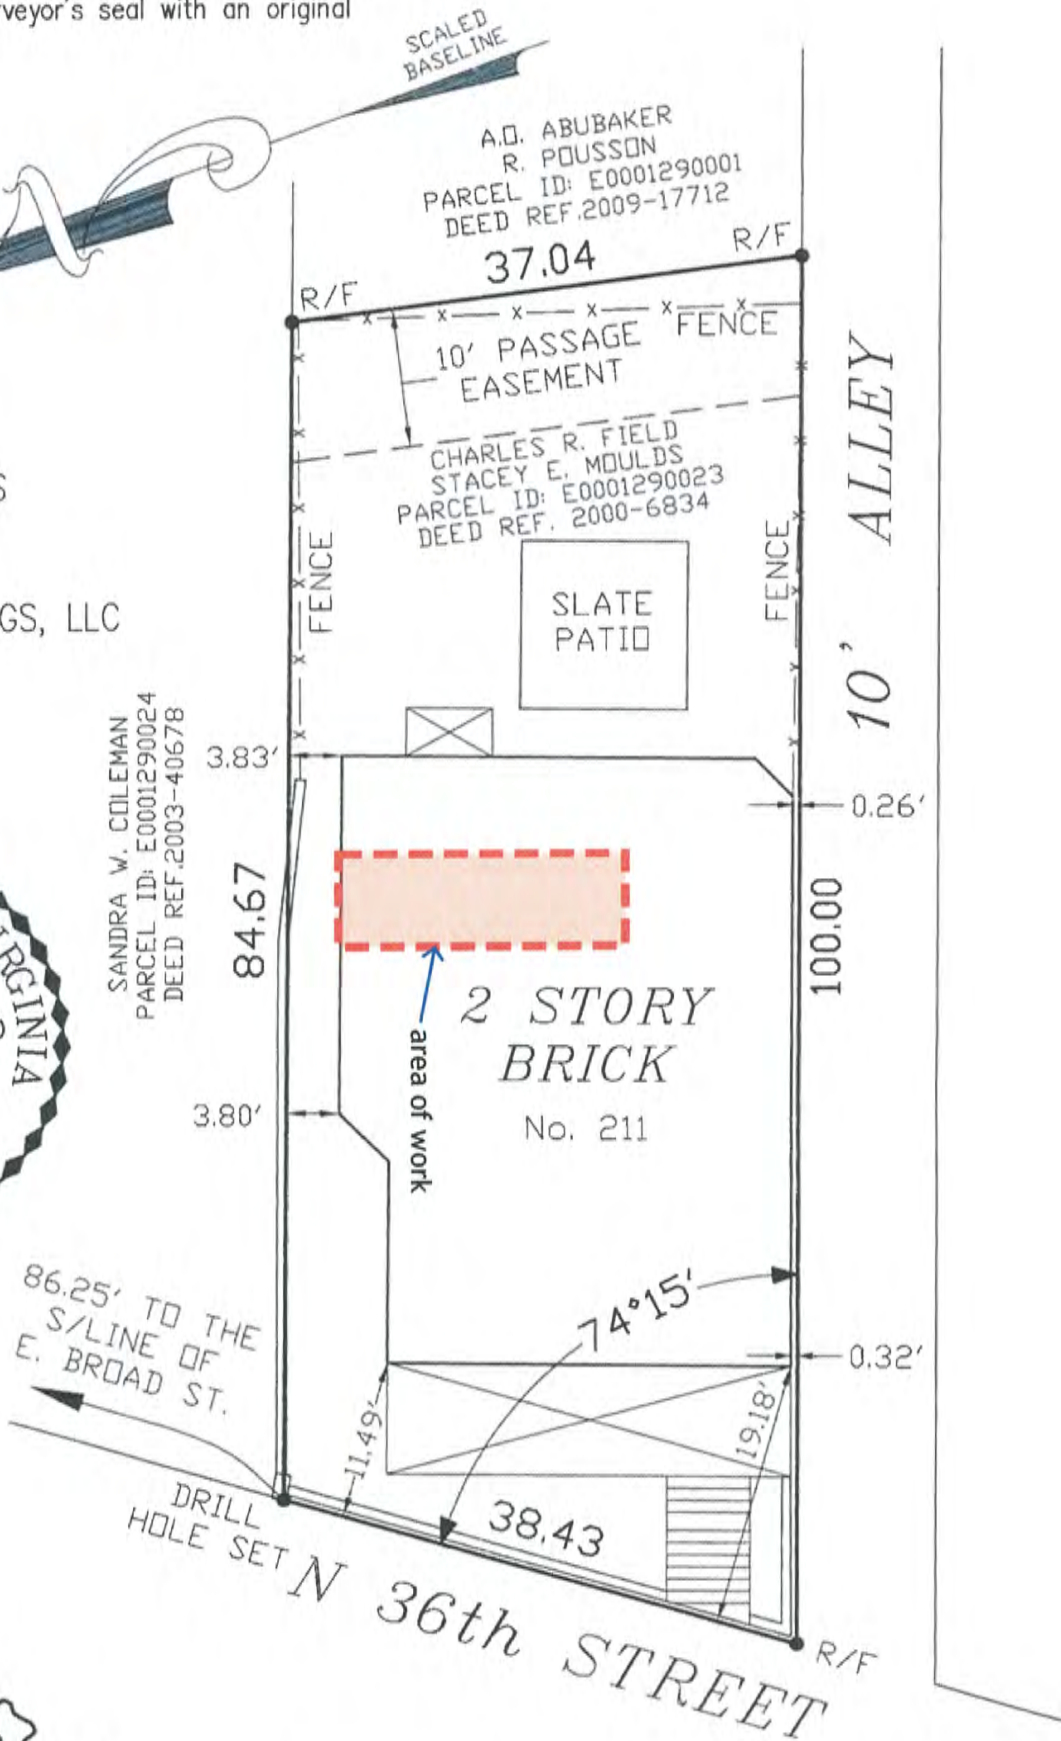 veyor's seal with an original
SCALED
BASELINE
A.O. ABUBAKER
R. POUSSON
PARCEL ID: E0001290001
DEED REF.2009-17712
37.04
R/F
R/F
FENCE
10' PASSAGE
EASEMENT
CHARLES R. FIELD
STACEY E. MOULDS
PARCEL ID: E0001290023
DEED REF. 2000-6834
10' ALLEY
FENCE
FENCE
SLATE
PATIO
GS, LLC
SANDRA W. COLEMAN
PARCEL ID: E0001290024
DEED REF.2003-40678
3.83'
0.26'
84.67
100.00
2 STORY
BRICK
No. 211
area of work
3.80'
RGINIA
74°15'
86.25' TO THE
S/LINE OF
E. BROAD ST.
0.32'
11.49'
19.18'
38.43
DRILL
HOLE SET
N 36th STREET
R/F